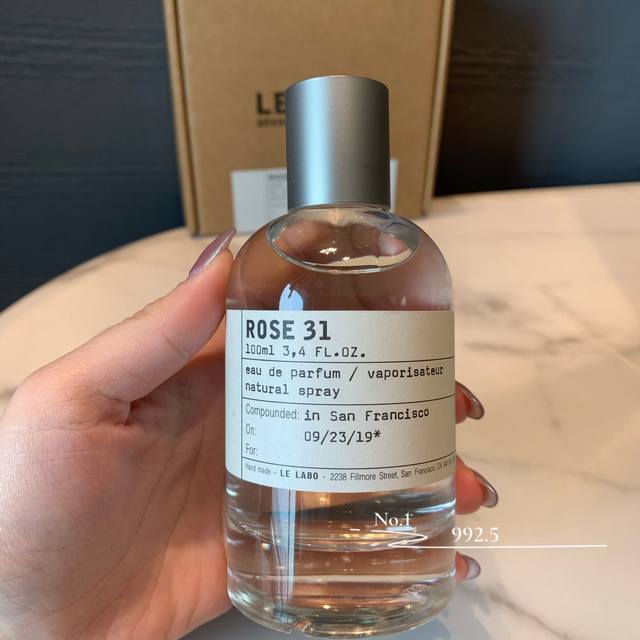 LE
ROSE 31
100ml 3,4 FL.OZ.
eau de parfum / vaporisateur
natural spray
Compounded: in San Francisco
On: 09/23/19*
For:
Hand made - LE LABO - 2238 Fillmore Street, San Francisco, CA
No.1
992.5